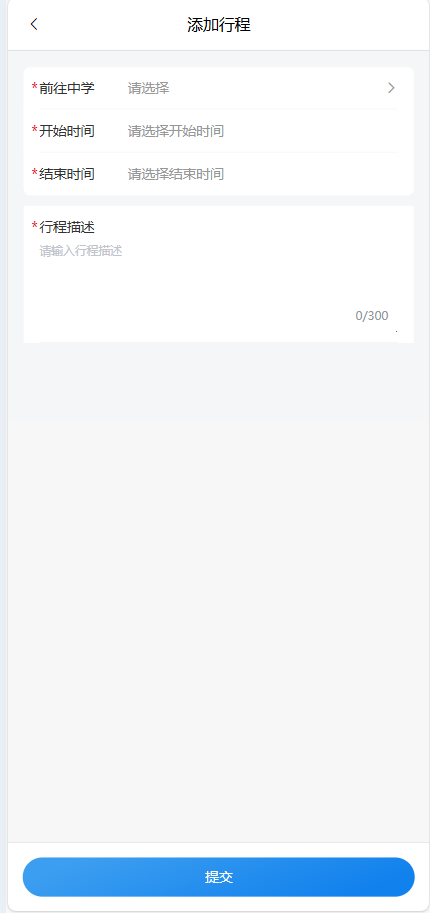 添加行程
*前往中学 请选择
*开始时间 请选择开始时间
*结束时间 请选择结束时间
*行程描述
请输入行程描述
0/300
提交